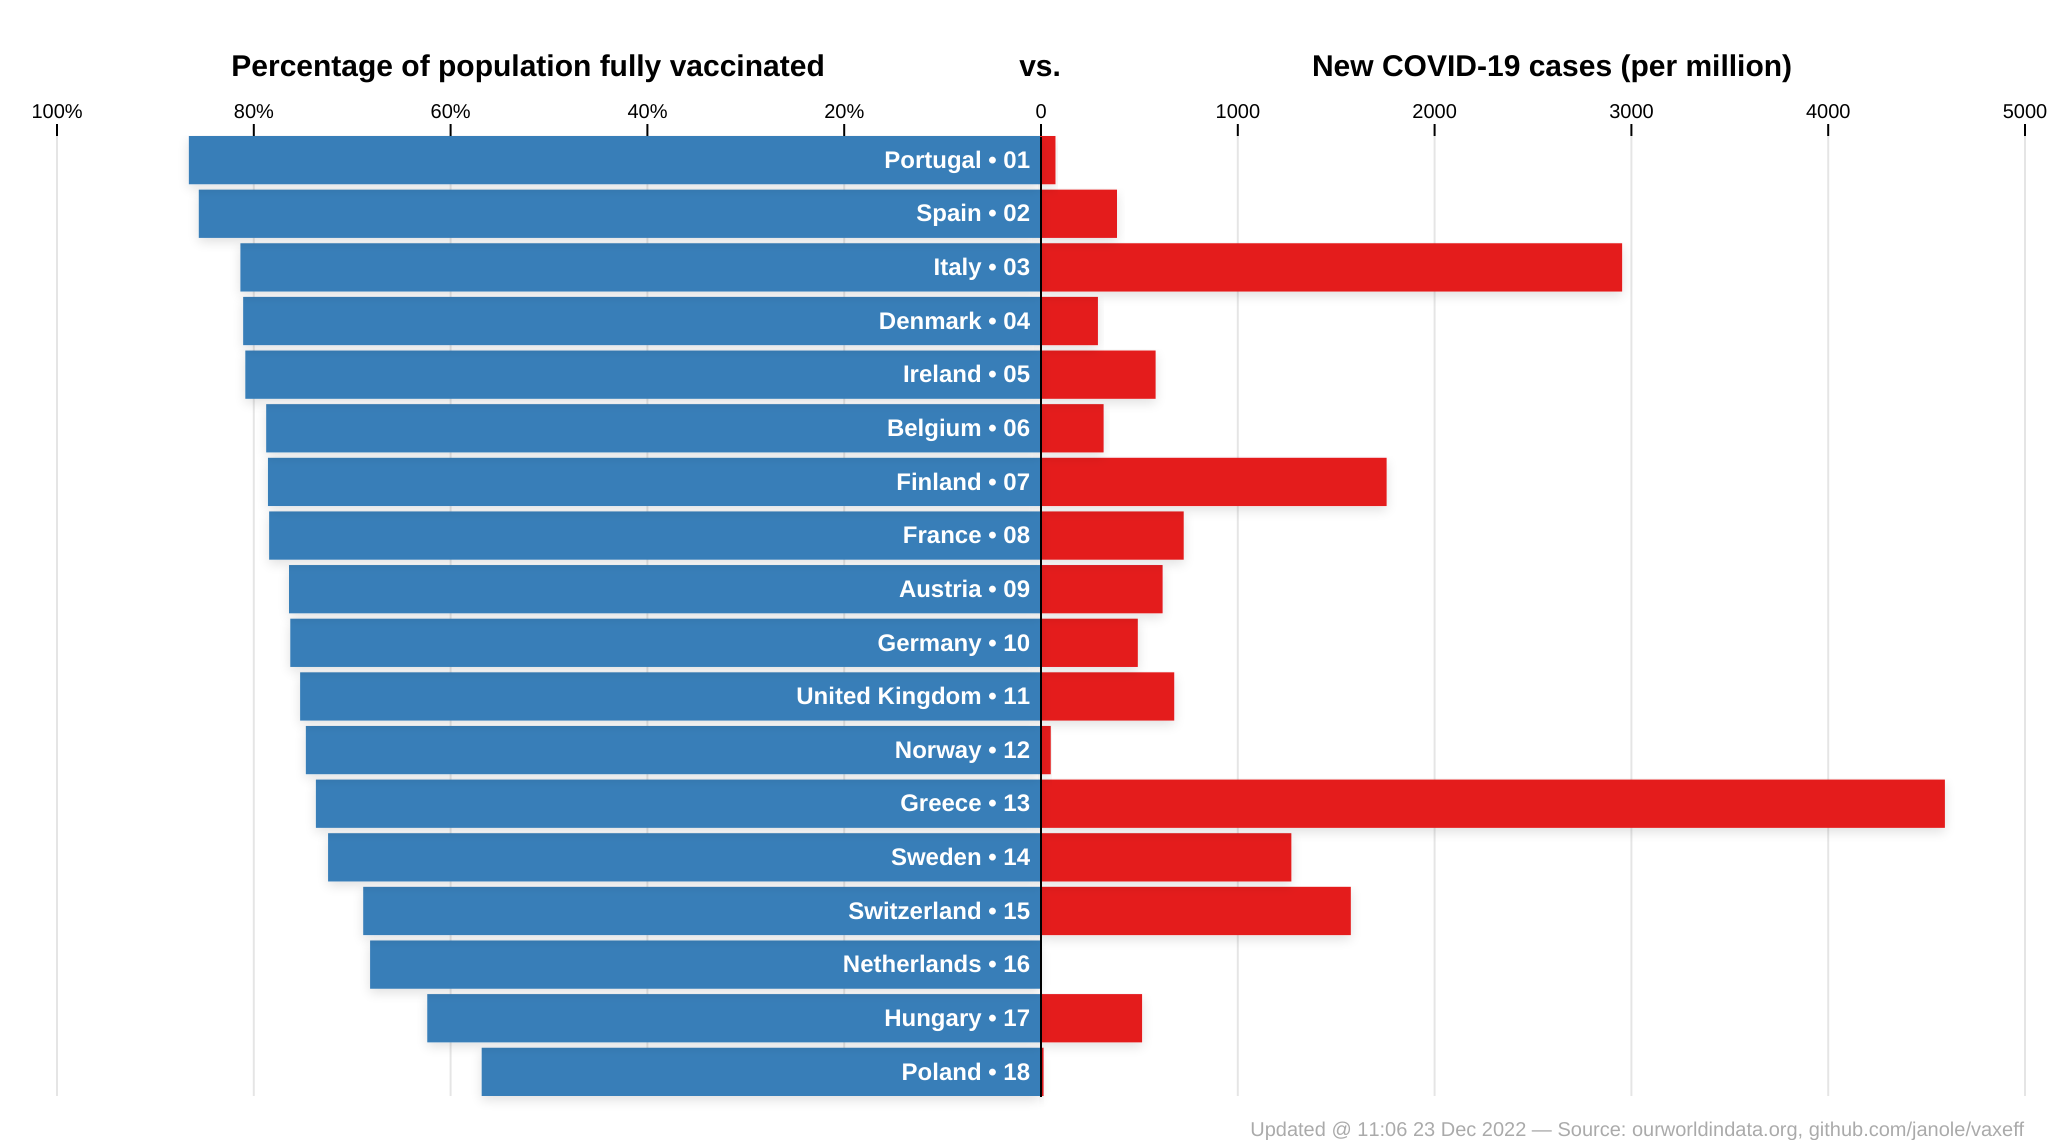 Percentage of population fully vaccinated vs. New COVID-19 cases (per million)
100% 80% 60% 40% 20% 0 1000 2000 3000 4000 5000
Portugal • 01
Spain • 02
Italy • 03
Denmark • 04
Ireland • 05
Belgium • 06
Finland • 07
France • 08
Austria • 09
Germany • 10
United Kingdom • 11
Norway • 12
Greece • 13
Sweden • 14
Switzerland • 15
Netherlands • 16
Hungary • 17
Poland • 18
Updated @ 11:06 23 Dec 2022 — Source: ourworldindata.org, github.com/janole/vaxeff